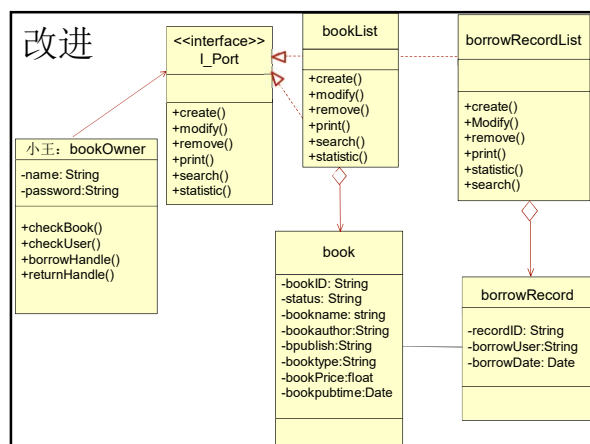 改进
<<interface>>
I_Port
+create()
+modify()
+remove()
+print()
+search()
+statistic()
bookList
+create()
+modify()
+remove()
+print()
+search()
+statistic()
borrowRecordList
+create()
+Modify()
+remove()
+print()
+statistic()
+search()
小王：bookOwner
-name: String
-password:String
+checkBook()
+checkUser()
+borrowHandle()
+returnHandle()
book
-bookID: String
-status: String
-bookname: string
-bookauthor:String
-bpublish:String
-booktype:String
-bookPrice:float
-bookpubtime:Date
borrowRecord
-recordID: String
-borrowUser:String
-borrowDate: Date